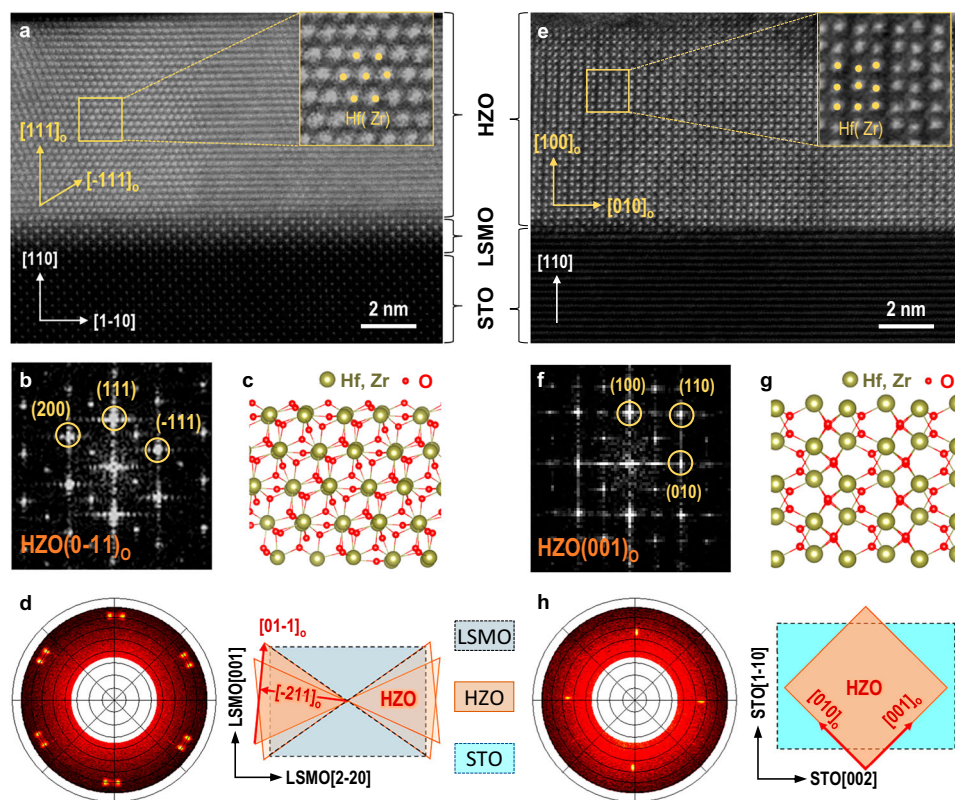 a
[111]o
[-111]o
[110]
[1-10]
2 nm
Hf( Zr)
HZO
LSMO
STO
e
[100]o
[010]o
[110]
2 nm
Hf( Zr)
b
(200)
(111)
(-111)
HZO(0-11)o
c
Hf, Zr
O
f
(100)
(110)
(010)
HZO(001)o
g
Hf, Zr
O
d
[01-1]o
[-211]o
HZO
LSMO[001]
LSMO[2-20]
LSMO
HZO
STO
h
STO[1-10]
HZO
[010]o
[001]o
STO[002]